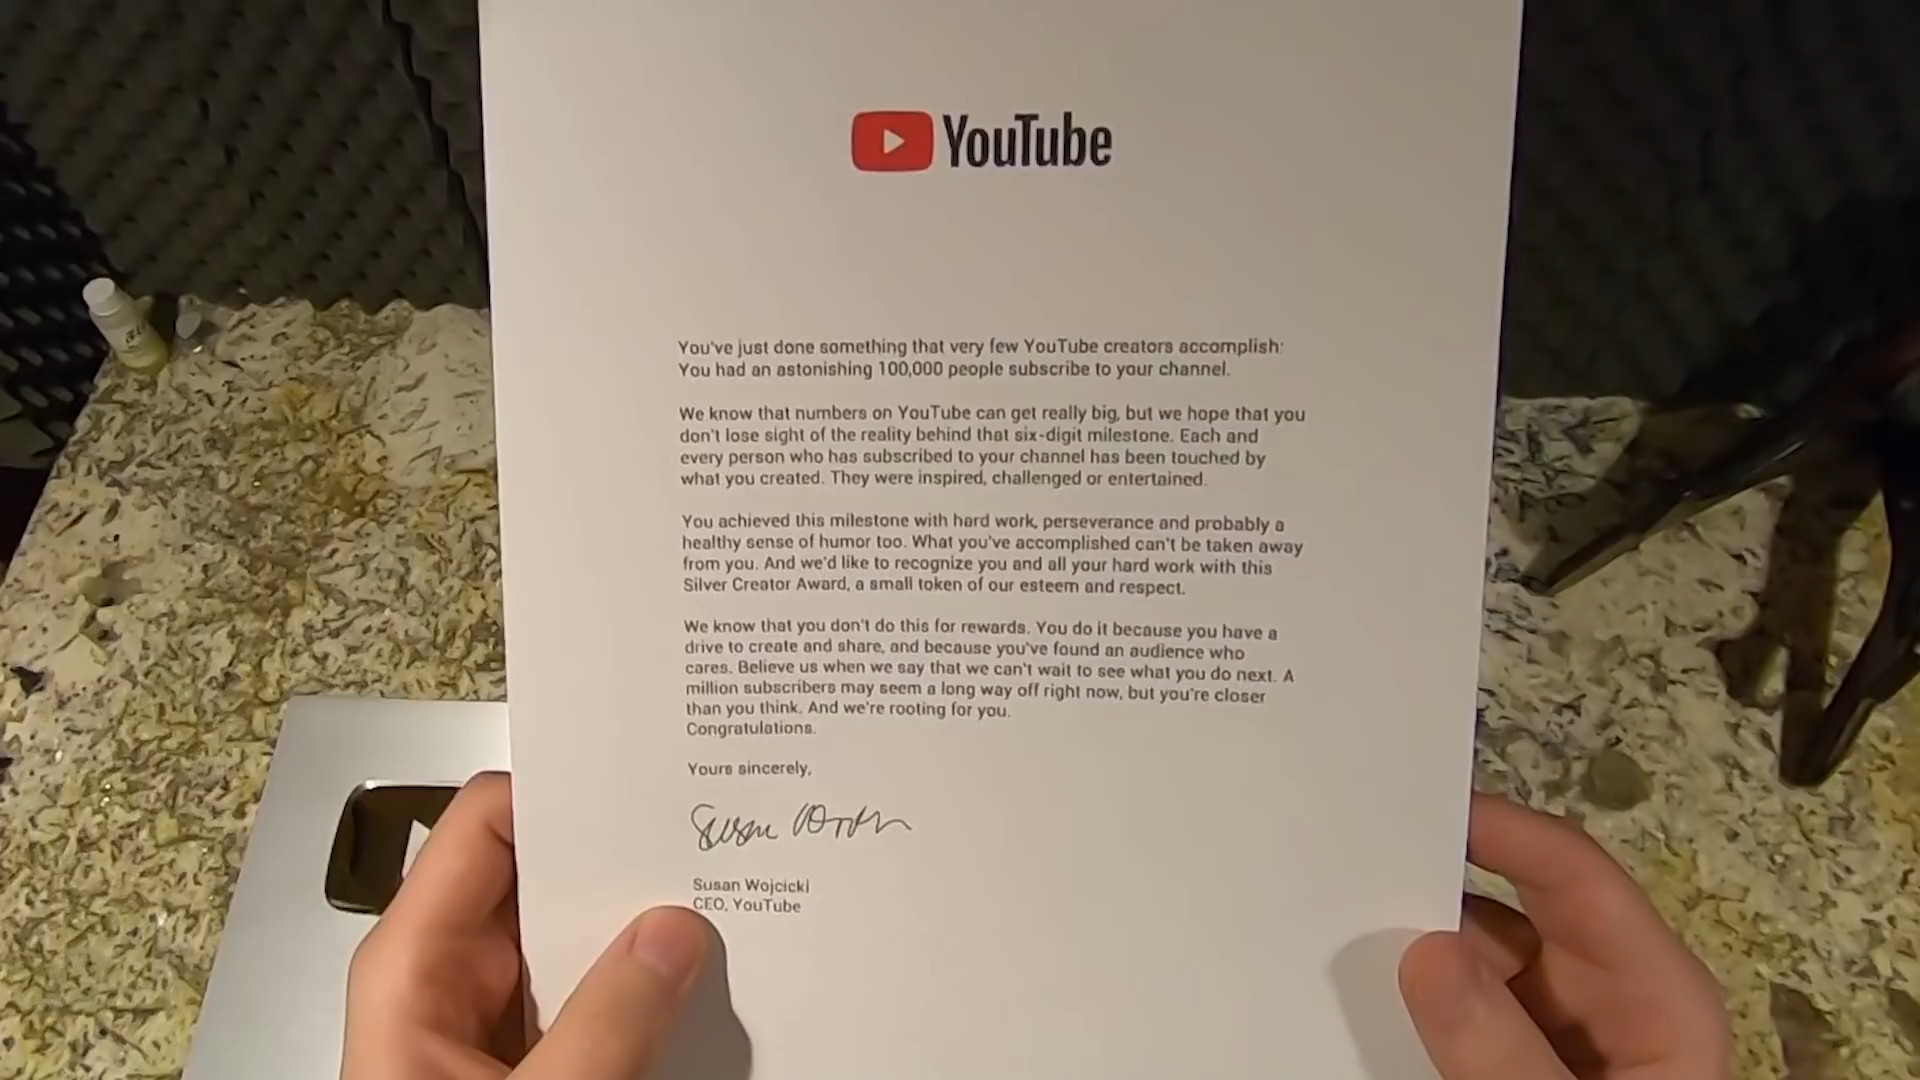 YouTube
You've just done something that very few YouTube creators accomplish:
You had an astonishing 100,000 people subscribe to your channel.
We know that numbers on YouTube can get really big, but we hope that you
don't lose sight of the reality behind that six-digit milestone. Each and
every person who has subscribed to your channel has been touched by
what you created. They were inspired, challenged or entertained.
You achieved this milestone with hard work, perseverance and probably a
healthy sense of humor too. What you've accomplished can't be taken away
from you. And we'd like to recognize you and all your hard work with this
Silver Creator Award, a small token of our esteem and respect.
We know that you don't do this for rewards. You do it because you have a
drive to create and share, and because you've found an audience who
cares. Believe us when we say that we can't wait to see what you do next. A
million subscribers may seem a long way off right now, but you're closer
than you think. And we're rooting for you.
Congratulations.
Yours sincerely,
Susan Wojcicki
CEO, YouTube